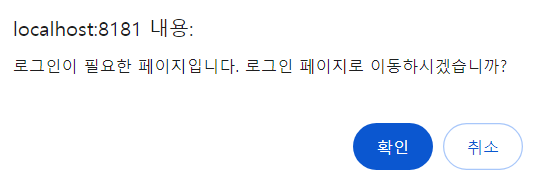 localhost:8181 내용:
로그인이 필요한 페이지입니다. 로그인 페이지로 이동하시겠습니까?
확인 취소